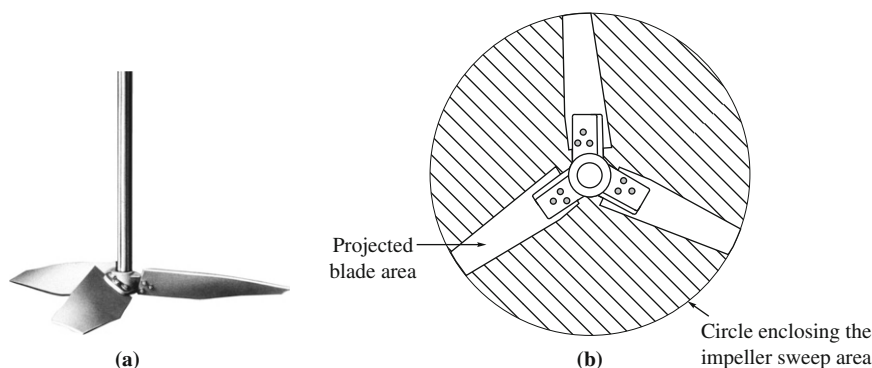 Projected
blade area
Circle enclosing the
impeller sweep area
(a)
(b)